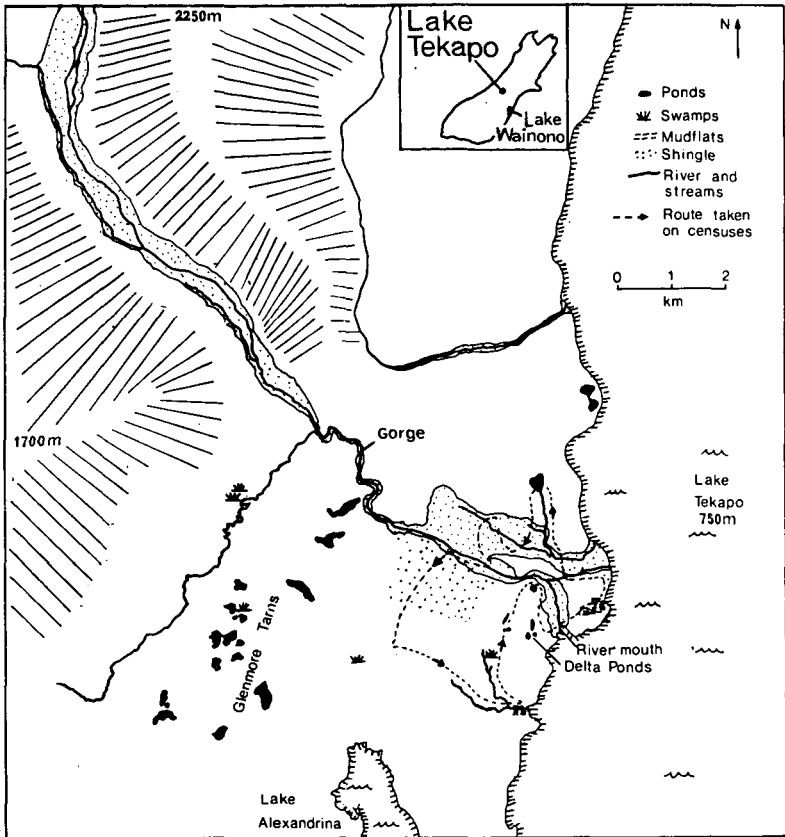 2250m
Lake
Tekapo
Lake
Wainono
N
Ponds
Swamps
Mudflats
Shingle
River and
streams
Route taken
on censuses
0 1 2
km
1700m
Gorge
Lake
Tekapo
750m
Glenmore Tarns
River mouth
Delta Ponds
Lake
Alexandrina